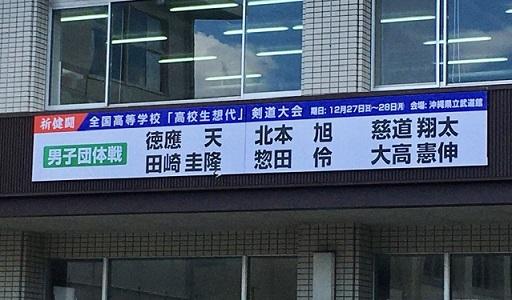 祈健闘 全国高等学校「高校生想代」剣道大会 期日:12月27日㊐~28日㊊ 会場:沖縄県立武道館
男子団体戦
徳應 天 北本 旭 慈道 翔太
田崎 圭隆 惣田 伶 大高 憲伸